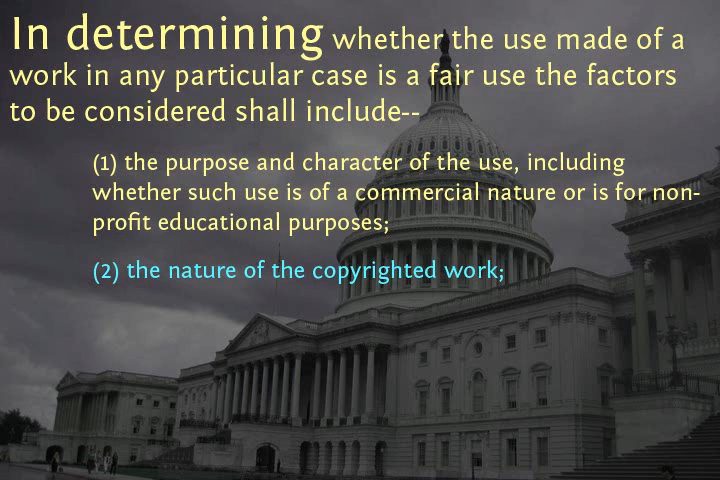 In determining whether the use made of a
work in any particular case is a fair use the factors
to be considered shall include--
(1) the purpose and character of the use, including
whether such use is of a commercial nature or is for non-
profit educational purposes;
(2) the nature of the copyrighted work;